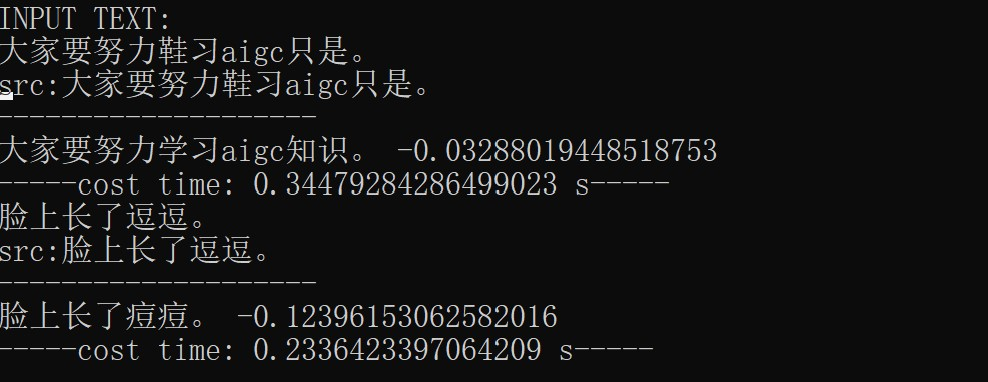 INPUT TEXT:
大家要努力鞋习aigc只是。
src:大家要努力鞋习aigc只是。
--------------------
大家要努力学习aigc知识。 -0.03288019448518753
-----cost time: 0.34479284286499023 s-----
脸上长了逗逗。
src:脸上长了逗逗。
--------------------
脸上长了痘痘。 -0.12396153062582016
-----cost time: 0.2336423397064209 s-----